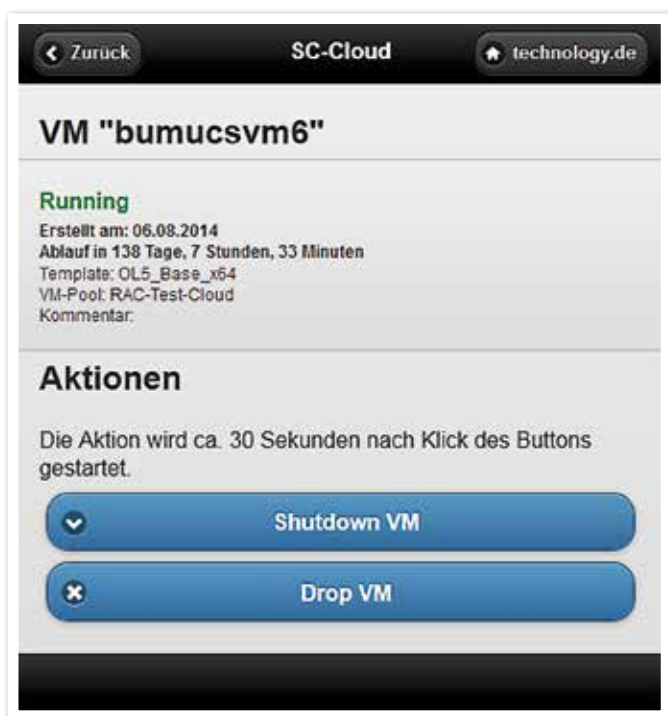 Zurück
SC-Cloud
technology.de
VM "bumucsvm6"
Running
Erstellt am: 06.08.2014
Ablauf in 138 Tage, 7 Stunden, 33 Minuten
Template: OL5_Base_x64
VM-Pool: RAC-Test-Cloud
Kommentar:
Aktionen
Die Aktion wird ca. 30 Sekunden nach Klick des Buttons
gestartet.
Shutdown VM
Drop VM